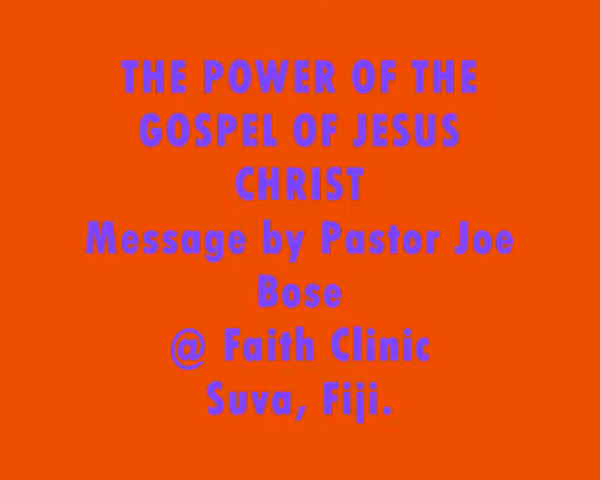 THE POWER OF THE
GOSPEL OF JESUS
CHRIST
Message by Pastor Joe
Bose
@ Faith Clinic
Suva, Fiji.